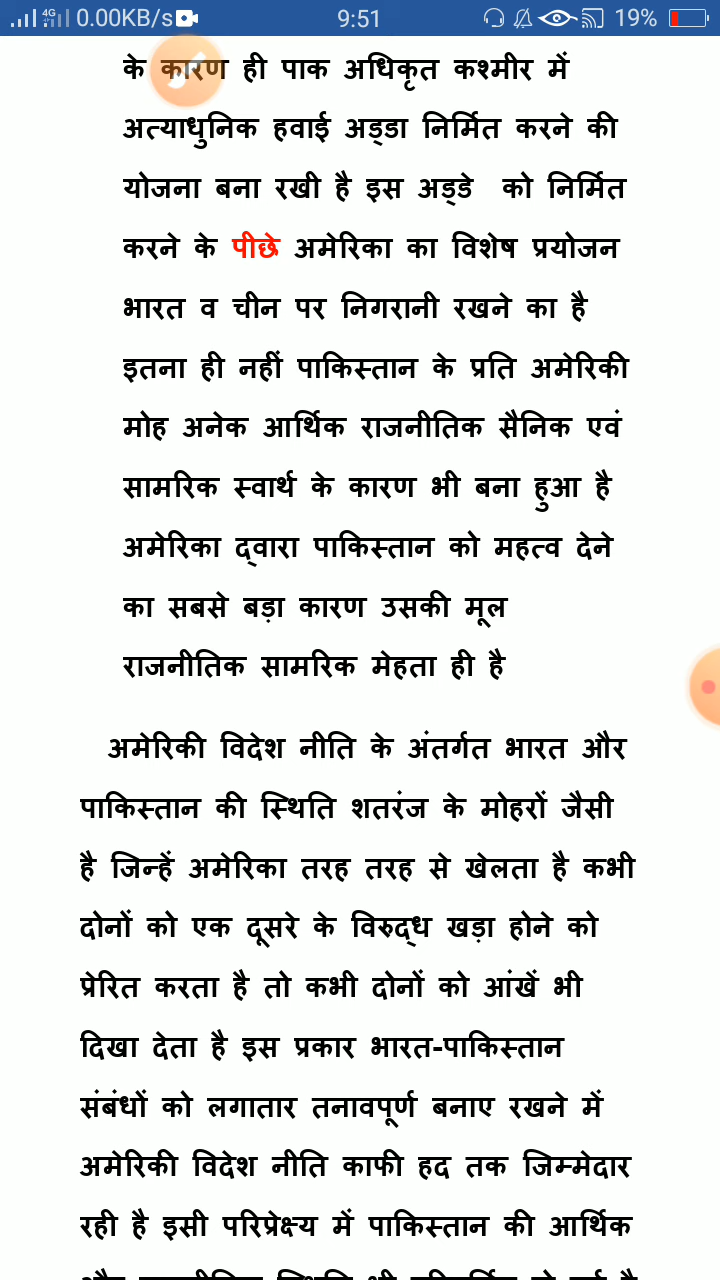 4G 0.00KB/s 9:51 19%
के कारण ही पाक अधिकृत कश्मीर में
अत्याधुनिक हवाई अड्डा निर्मित करने की
योजना बना रखी है इस अड्डे को निर्मित
करने के पीछे अमेरिका का विशेष प्रयोजन
भारत व चीन पर निगरानी रखने का है
इतना ही नहीं पाकिस्तान के प्रति अमेरिकी
मोह अनेक आर्थिक राजनीतिक सैनिक एवं
सामरिक स्वार्थ के कारण भी बना हुआ है
अमेरिका द्वारा पाकिस्तान को महत्व देने
का सबसे बड़ा कारण उसकी मूल
राजनीतिक सामरिक मेहता ही है
अमेरिकी विदेश नीति के अंतर्गत भारत और
पाकिस्तान की स्थिति शतरंज के मोहरों जैसी
है जिन्हें अमेरिका तरह तरह से खेलता है कभी
दोनों को एक दूसरे के विरुद्ध खड़ा होने को
प्रेरित करता है तो कभी दोनों को आंखें भी
दिखा देता है इस प्रकार भारत-पाकिस्तान
संबंधों को लगातार तनावपूर्ण बनाए रखने में
अमेरिकी विदेश नीति काफी हद तक जिम्मेदार
रही है इसी परिप्रेक्ष्य में पाकिस्तान की आर्थिक